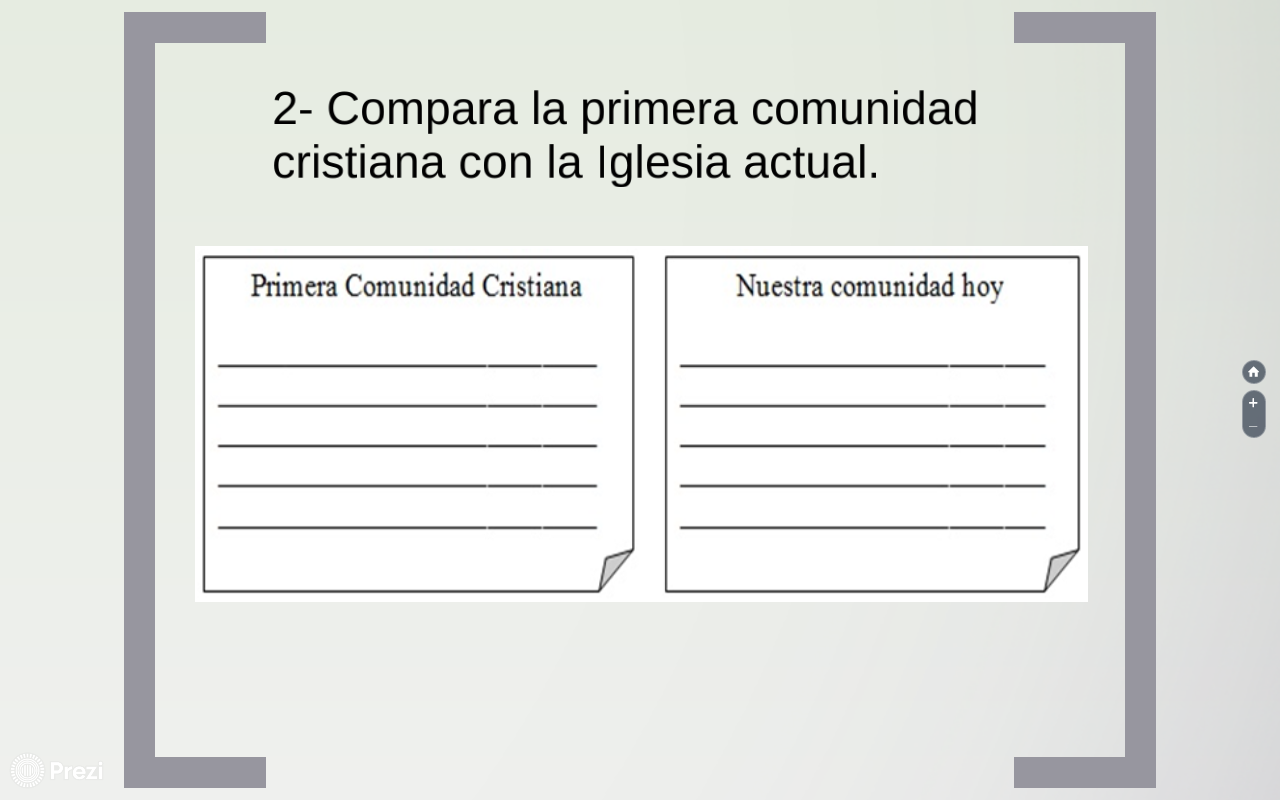 2- Compara la primera comunidad
cristiana con la Iglesia actual.
Primera Comunidad Cristiana
Nuestra comunidad hoy
Prezi